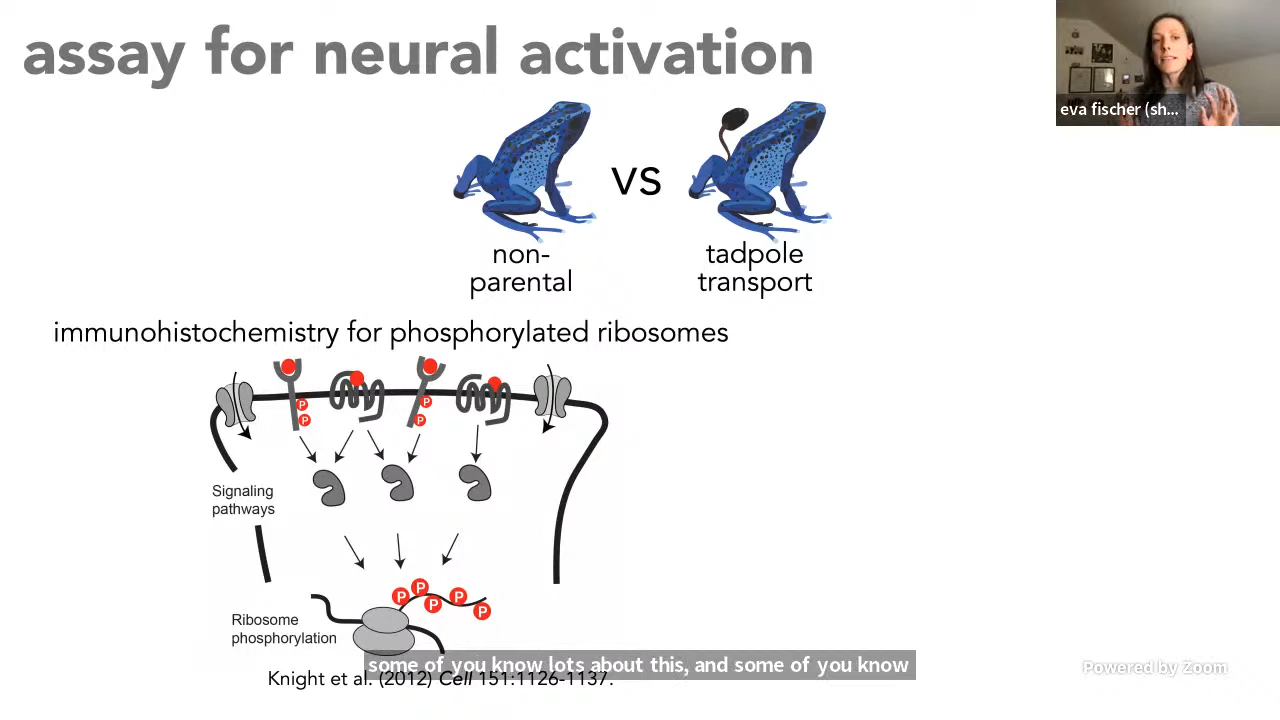 assay for neural activation
eva fischer (sh...
vs
non-
parental
tadpole
transport
immunohistochemistry for phosphorylated ribosomes
P
P
P
P
Signaling
pathways
P
P
P
P
P
Ribosome
phosphorylation
some of you know lots about this, and some of you know
Knight et al. (2012) Cell 151:1126-1137.
Powered by Zoom